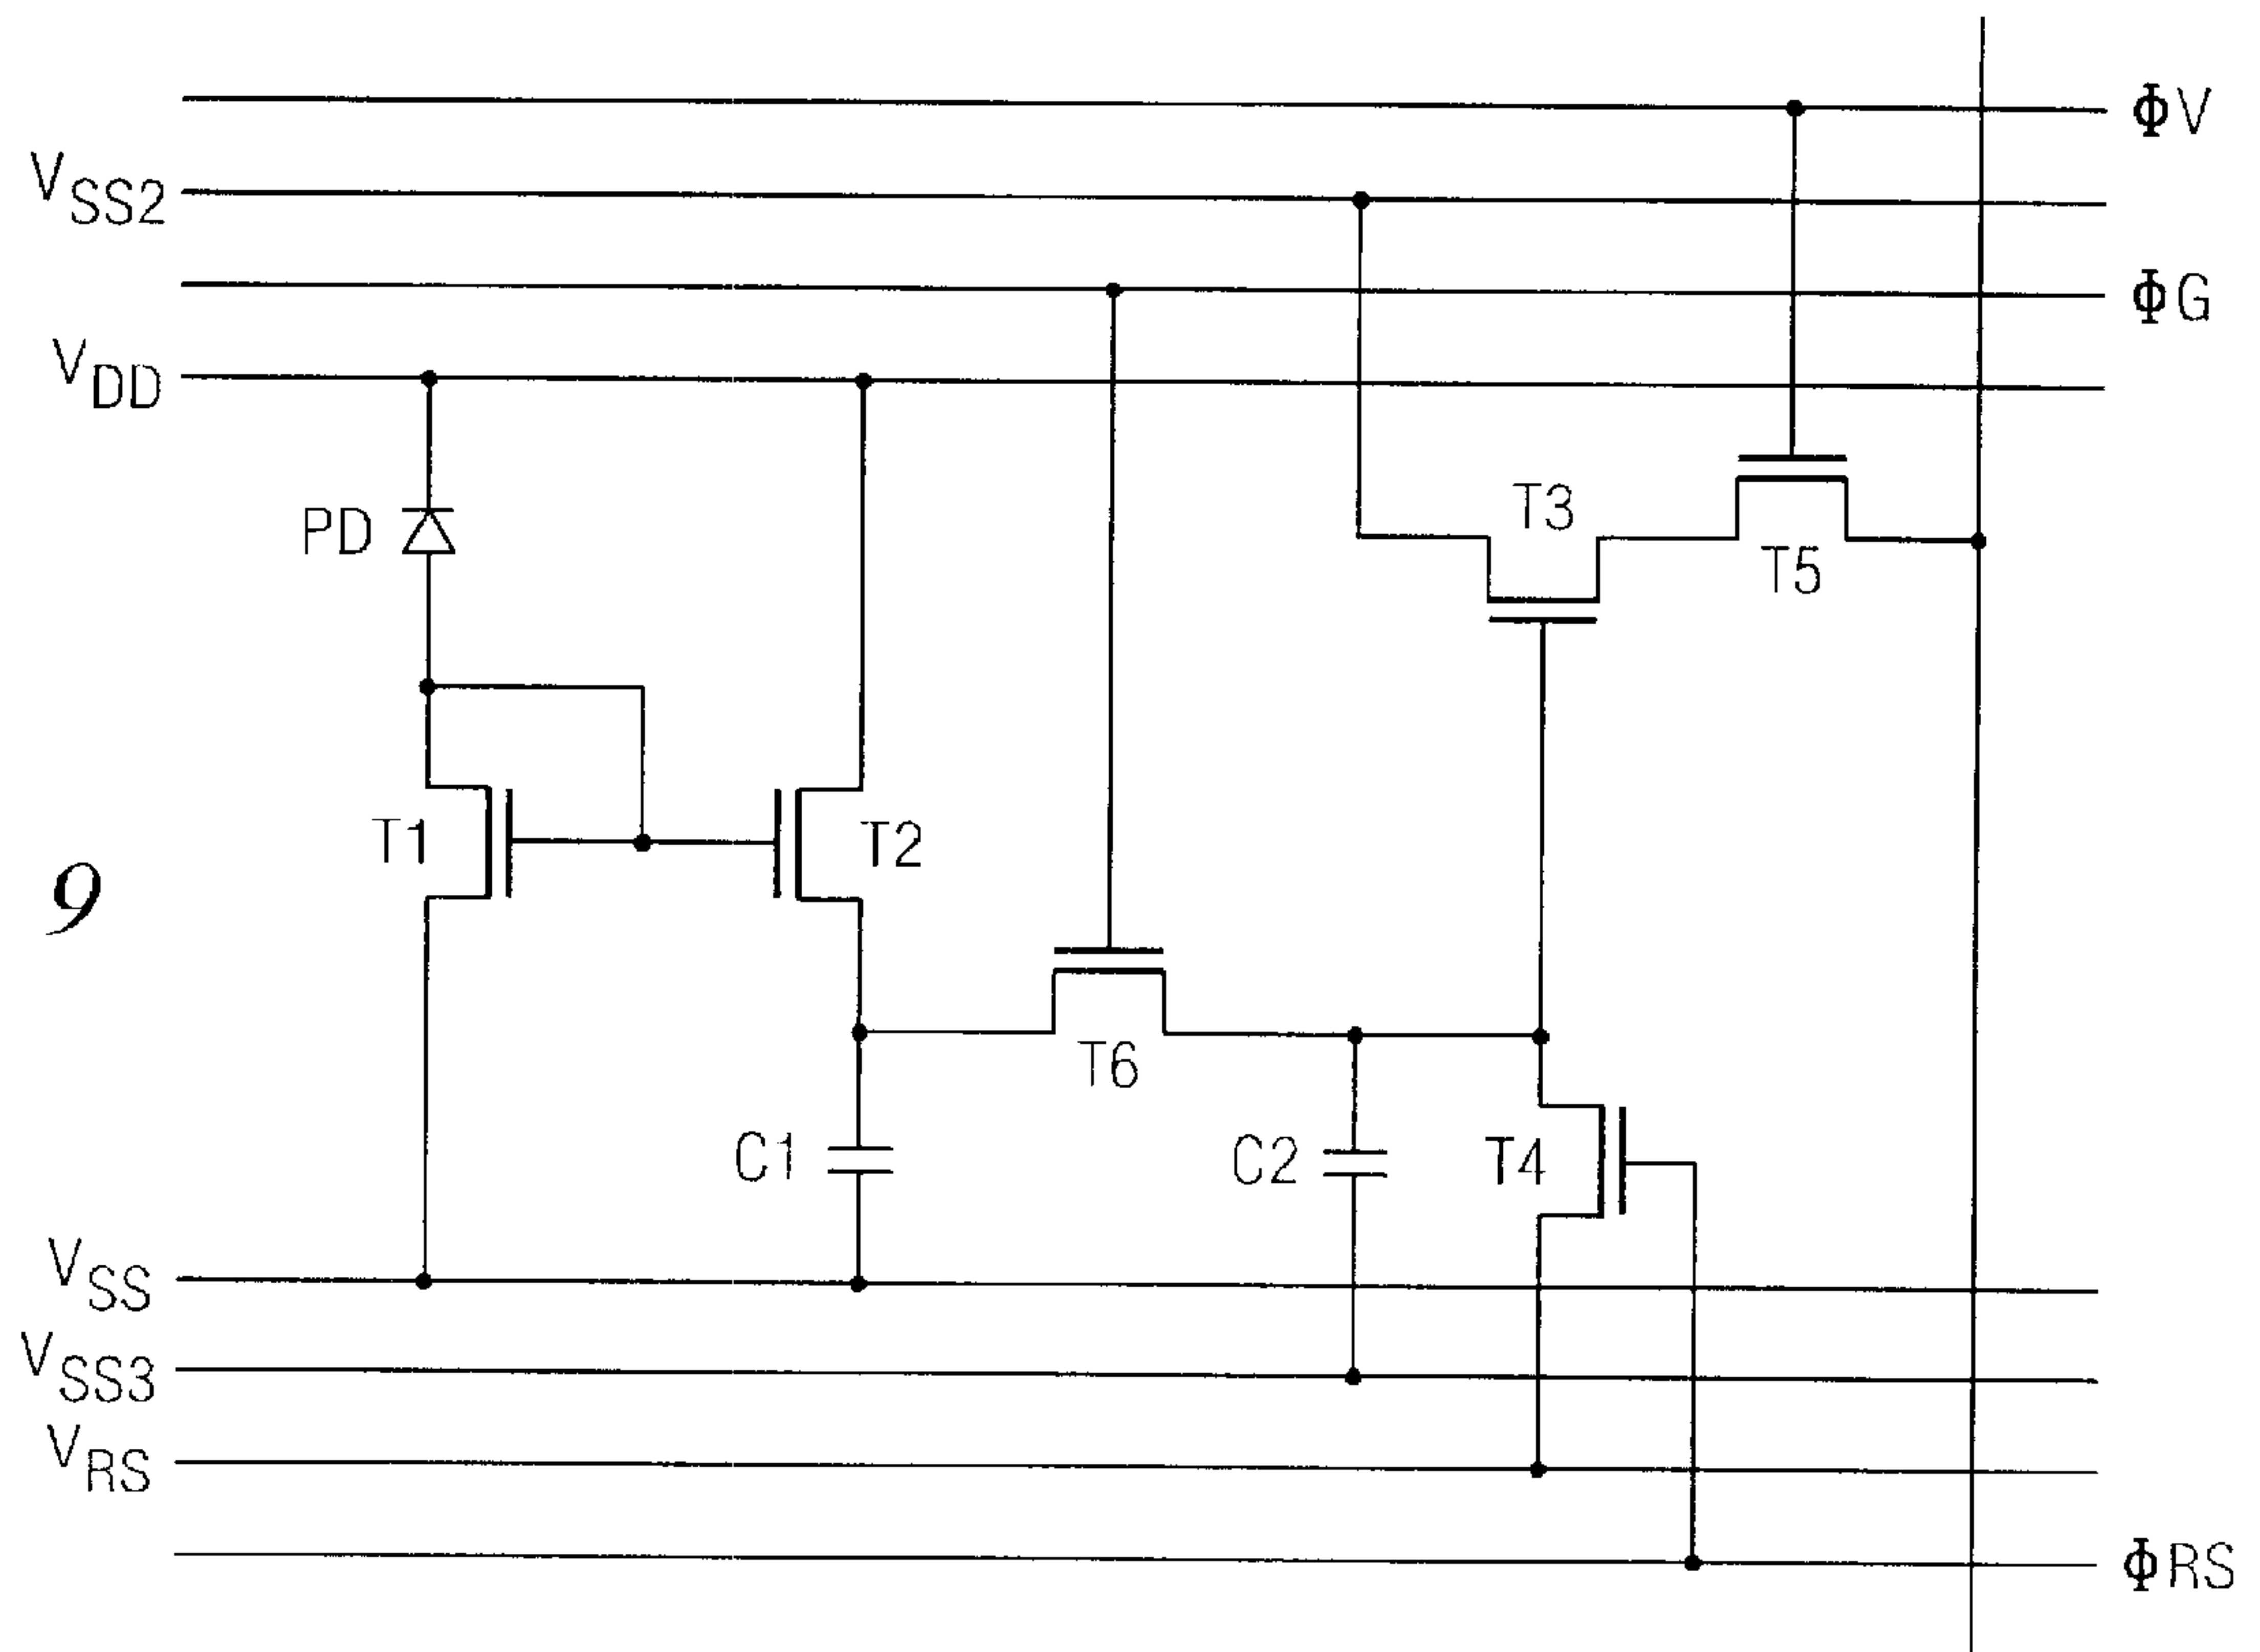 ΦV
VSS2
ΦG
VDD
T3
PD
T5
T1
T2
9
T6
C1
C2
T4
VSS
VSS3
VRS
ΦRS